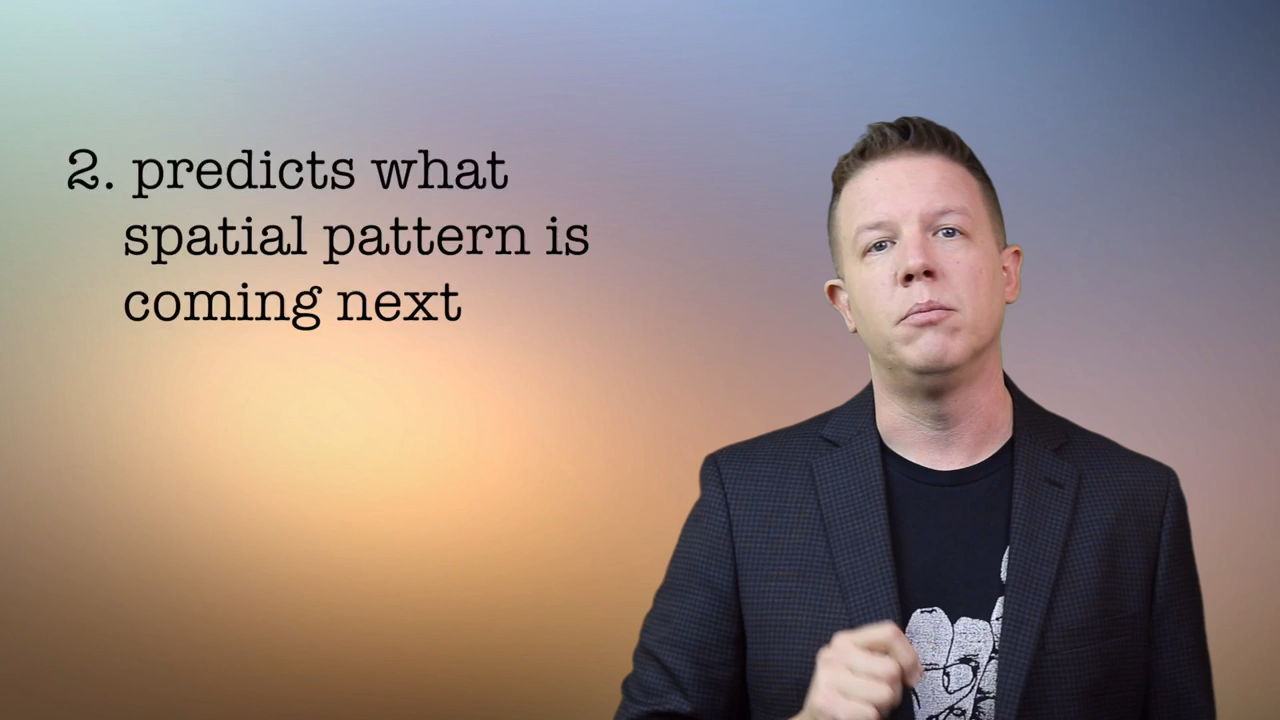 2. predicts what
spatial pattern is
coming next